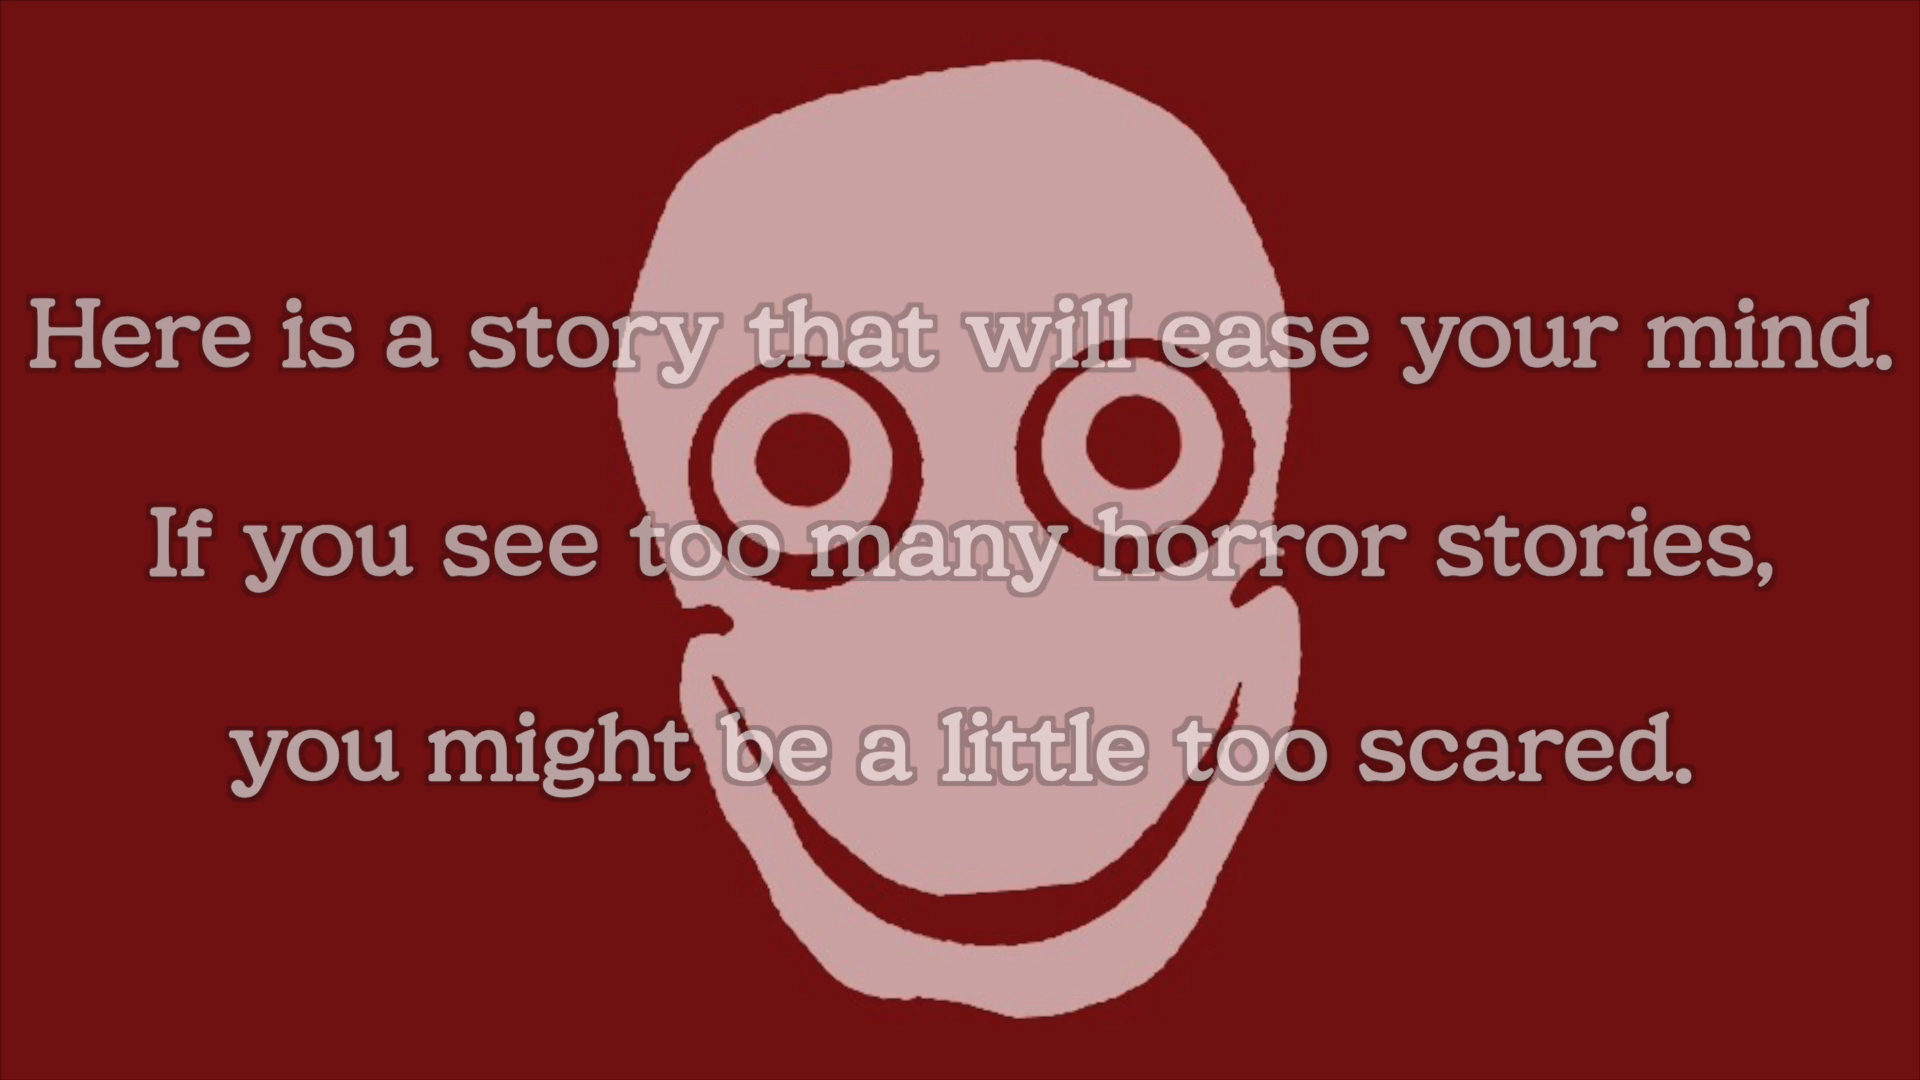 Here is a story that will ease your mind.
If you see too many horror stories,
you might be a little too scared.